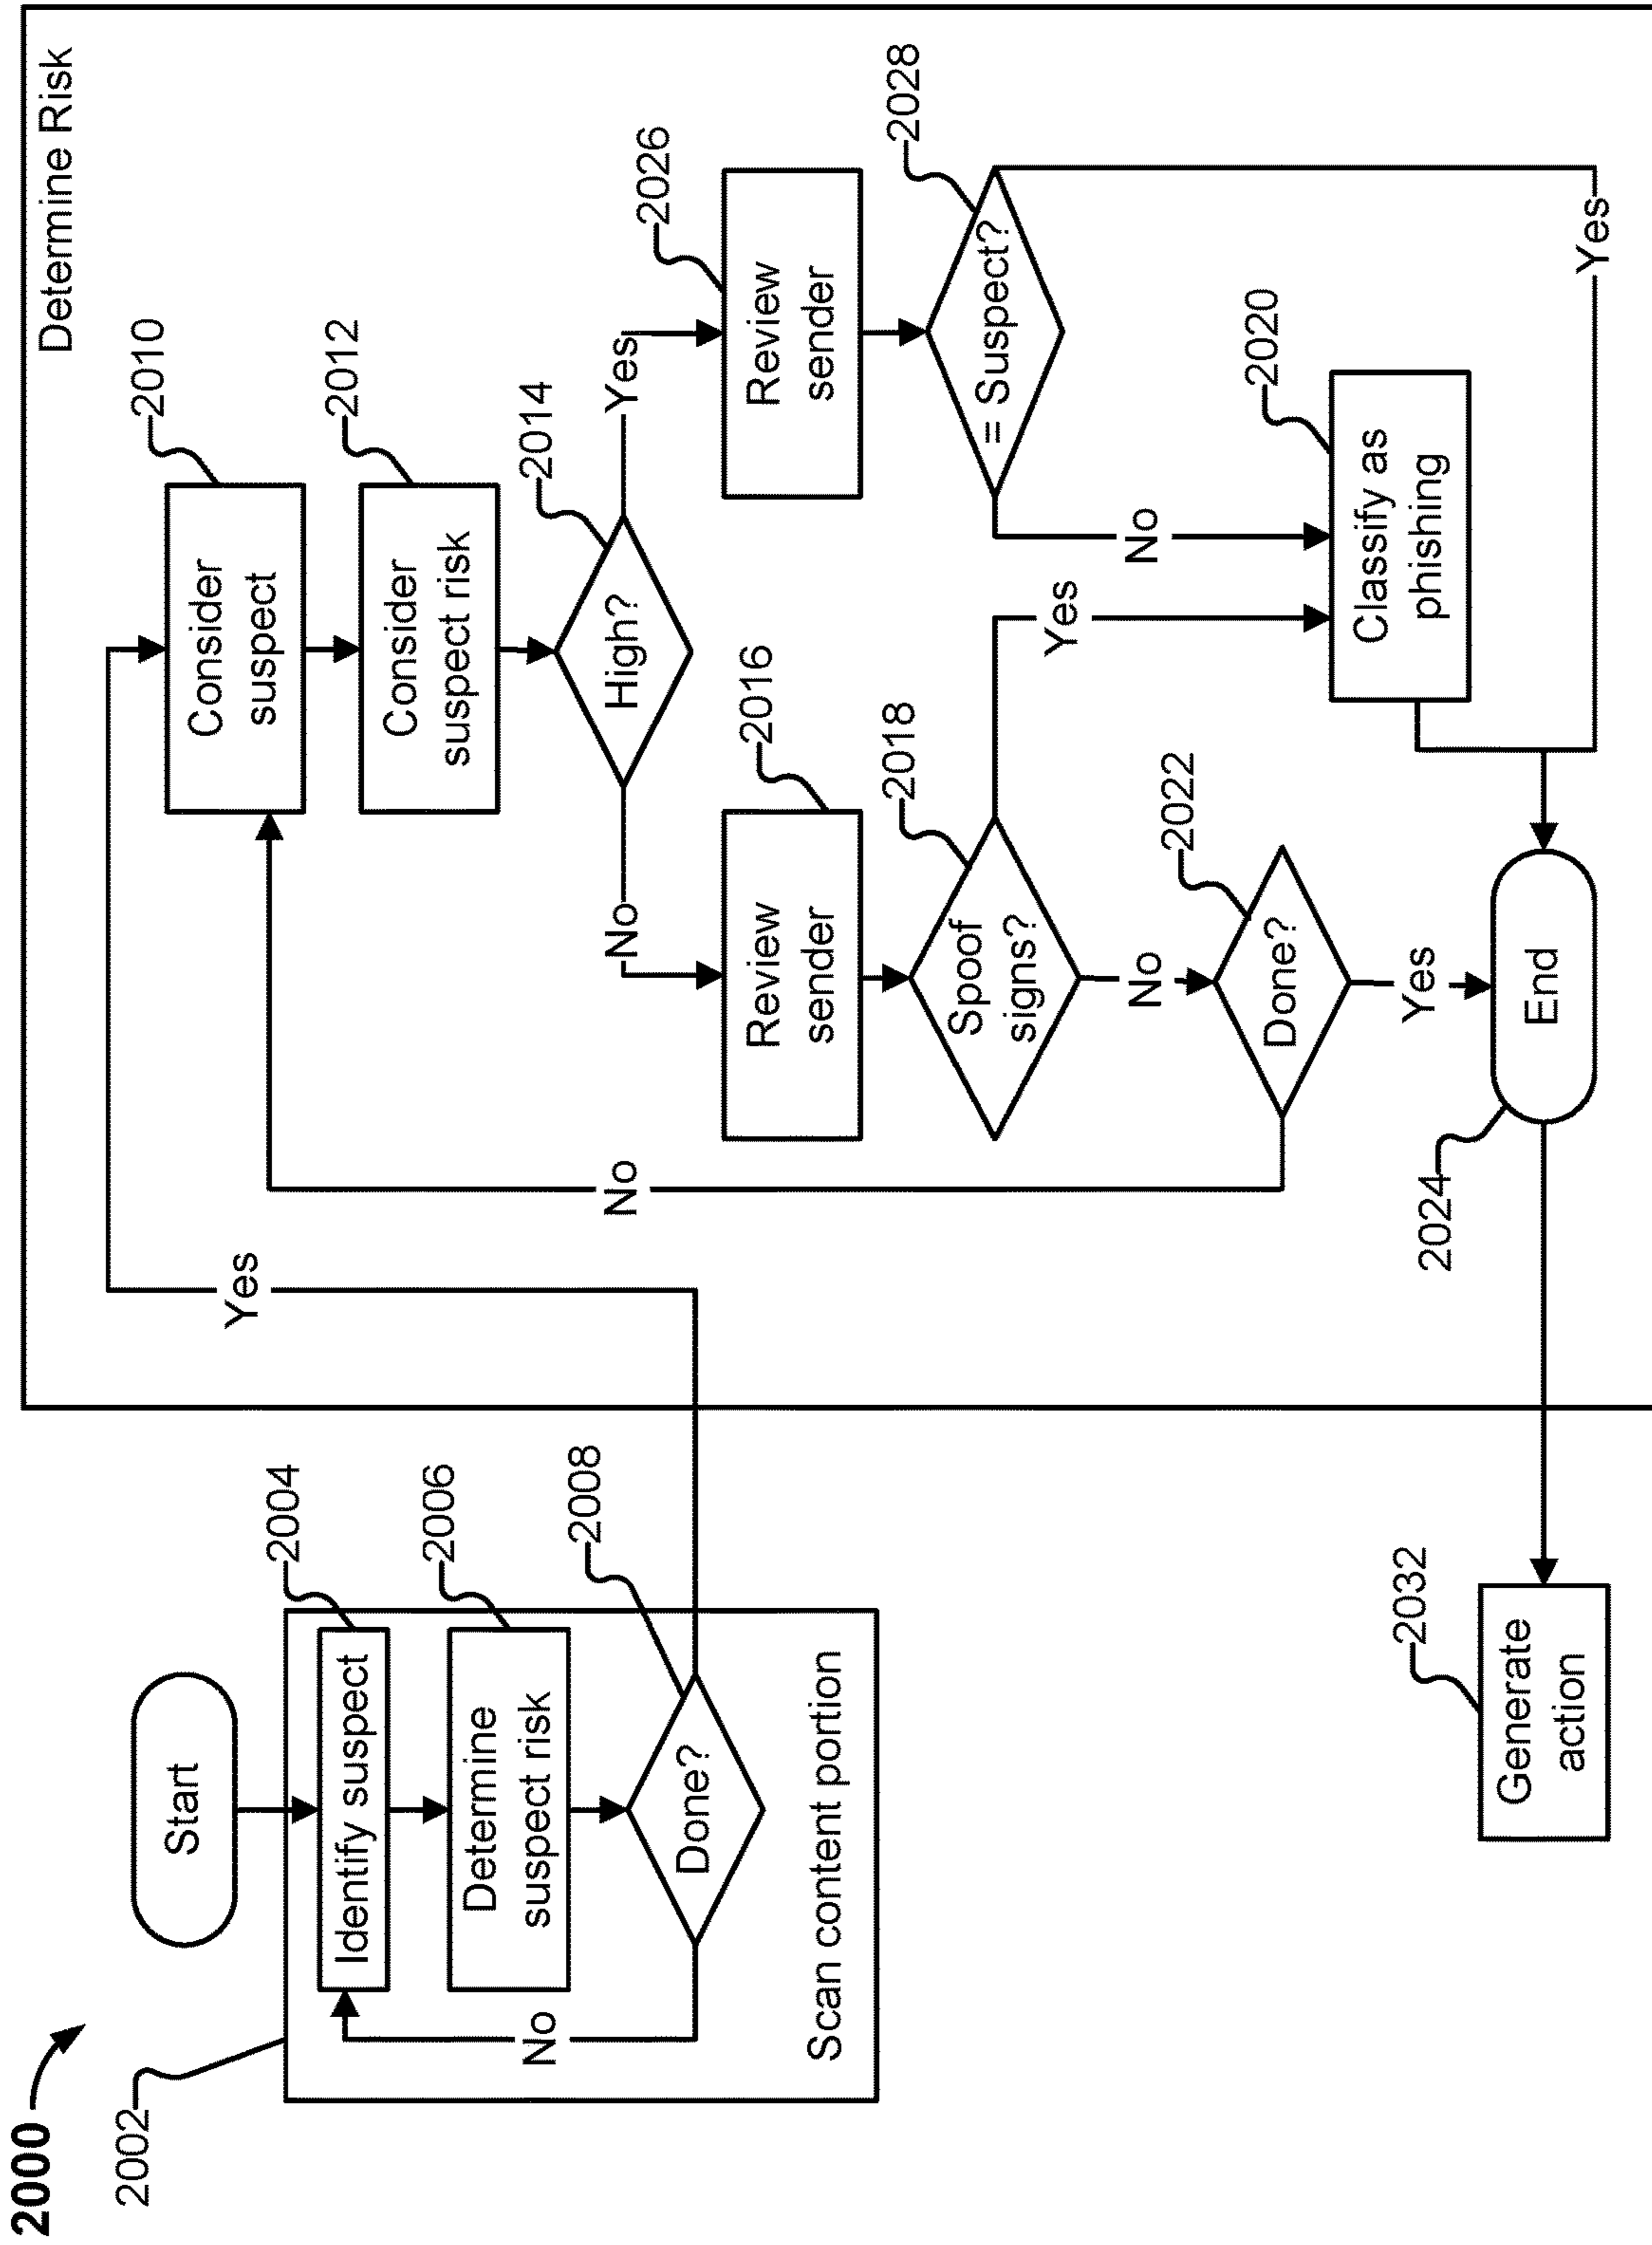 2000
2002
Start
2004
Identify suspect
2006
Determine
suspect risk
2008
Done?
No
Yes
Scan content portion
Determine Risk
2010
Consider
suspect
2012
Consider
suspect risk
2014
High?
No
Yes
2016
Review
sender
2026
Review
sender
2018
Spoof
signs?
2028
= Suspect?
No
Yes
No
Yes
2022
Done?
No
Yes
2020
Classify as
phishing
2024
End
2032
Generate
action